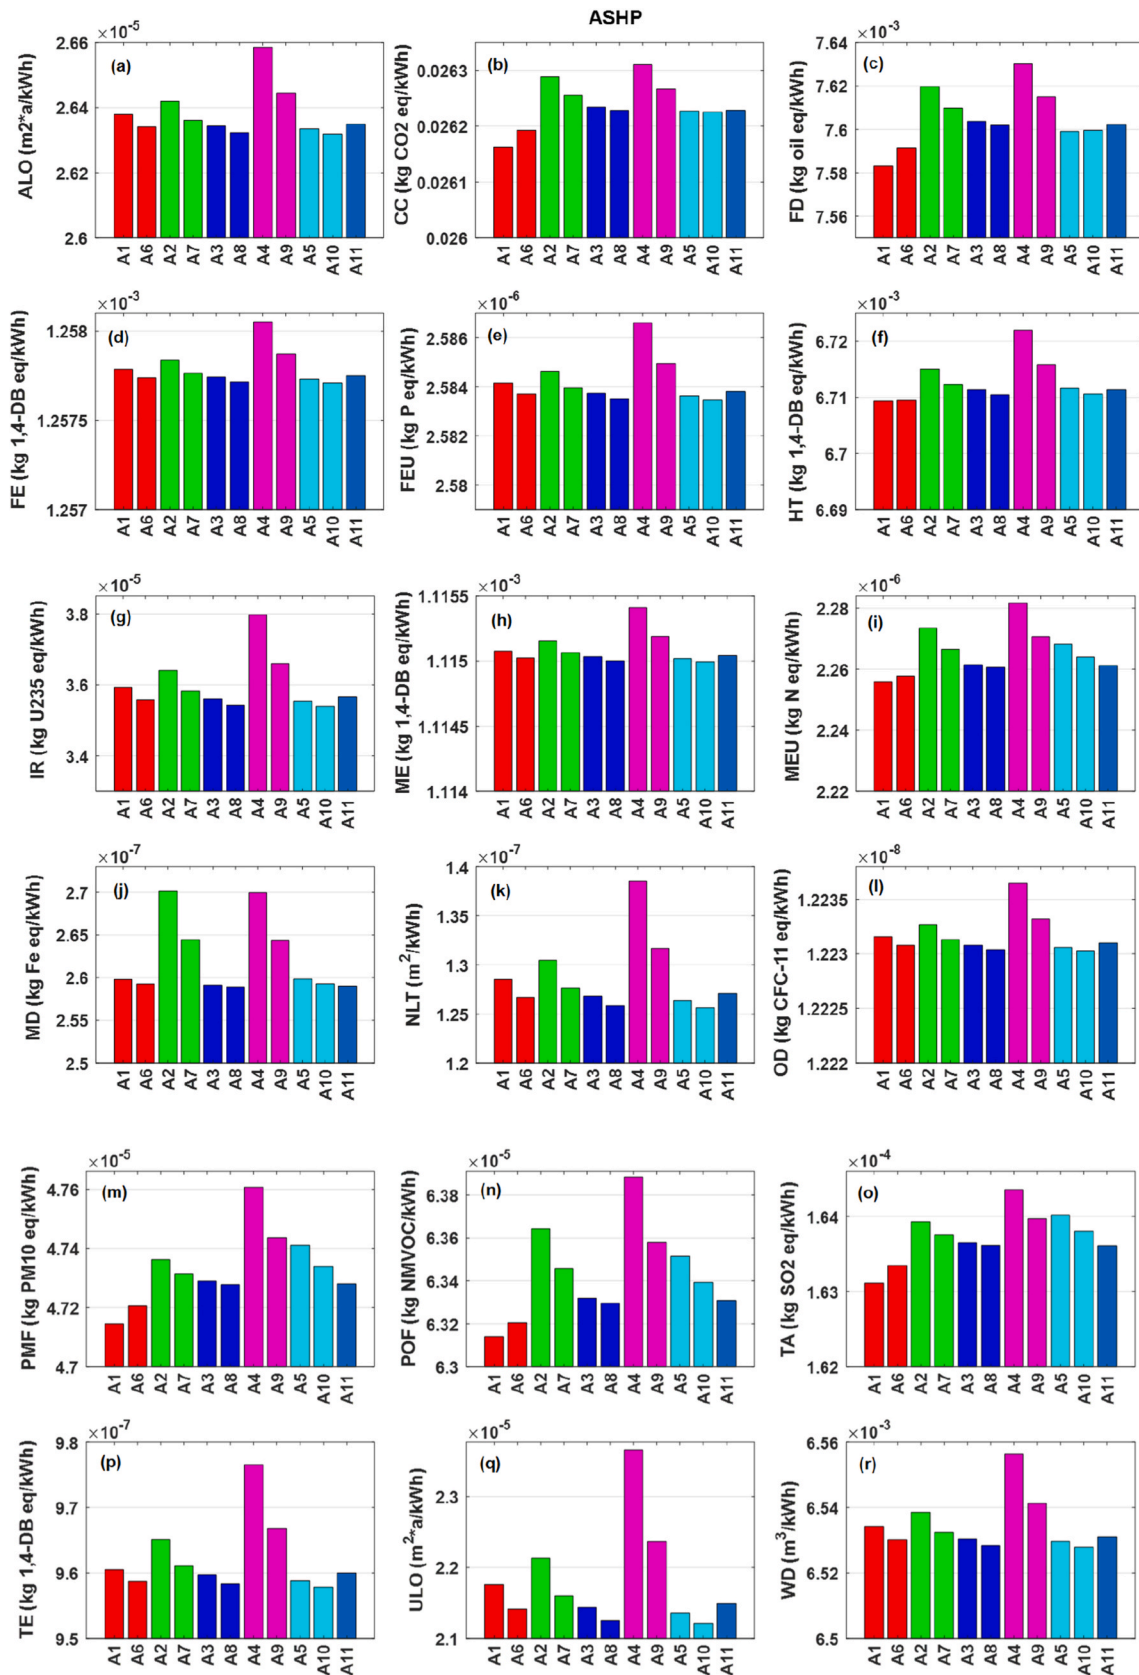 ASHP
×10⁻⁵
(a)
ALO (m2*a/kWh)
2.66
2.64
2.62
2.6
A1 A6 A2 A7 A3 A8 A4 A9 A5 A10 A11
(b)
CC (kg CO2 eq/kWh)
0.0263
0.0262
0.0261
0.026
A1 A6 A2 A7 A3 A8 A4 A9 A5 A10 A11
×10⁻³
(c)
FD (kg oil eq/kWh)
7.64
7.62
7.6
7.58
7.56
A1 A6 A2 A7 A3 A8 A4 A9 A5 A10 A11
×10⁻³
(d)
FE (kg 1,4-DB eq/kWh)
1.258
1.2575
1.257
A1 A6 A2 A7 A3 A8 A4 A9 A5 A10 A11
×10⁻⁶
(e)
FEU (kg P eq/kWh)
2.586
2.584
2.582
2.58
A1 A6 A2 A7 A3 A8 A4 A9 A5 A10 A11
×10⁻³
(f)
HT (kg 1,4-DB eq/kWh)
6.72
6.71
6.7
6.69
A1 A6 A2 A7 A3 A8 A4 A9 A5 A10 A11
×10⁻⁵
(g)
IR (kg U235 eq/kWh)
3.8
3.6
3.4
A1 A6 A2 A7 A3 A8 A4 A9 A5 A10 A11
×10⁻³
(h)
ME (kg 1,4-DB eq/kWh)
1.1155
1.115
1.1145
1.114
A1 A6 A2 A7 A3 A8 A4 A9 A5 A10 A11
×10⁻⁶
(i)
MEU (kg N eq/kWh)
2.28
2.26
2.24
2.22
A1 A6 A2 A7 A3 A8 A4 A9 A5 A10 A11
×10⁻⁷
(j)
MD (kg Fe eq/kWh)
2.7
2.65
2.6
2.55
2.5
A1 A6 A2 A7 A3 A8 A4 A9 A5 A10 A11
×10⁻⁷
(k)
NLT (m²/kWh)
1.4
1.35
1.3
1.25
1.2
A1 A6 A2 A7 A3 A8 A4 A9 A5 A10 A11
×10⁻⁸
(l)
OD (kg CFC-11 eq/kWh)
1.2235
1.223
1.2225
1.222
A1 A6 A2 A7 A3 A8 A4 A9 A5 A10 A11
×10⁻⁵
(m)
PMF (kg PM10 eq/kWh)
4.76
4.74
4.72
4.7
A1 A6 A2 A7 A3 A8 A4 A9 A5 A10 A11
×10⁻⁵
(n)
POF (kg NMVOC/kWh)
6.38
6.36
6.34
6.32
6.3
A1 A6 A2 A7 A3 A8 A4 A9 A5 A10 A11
×10⁻⁴
(o)
TA (kg SO2 eq/kWh)
1.64
1.63
1.62
A1 A6 A2 A7 A3 A8 A4 A9 A5 A10 A11
×10⁻⁷
(p)
TE (kg 1,4-DB eq/kWh)
9.8
9.7
9.6
9.5
A1 A6 A2 A7 A3 A8 A4 A9 A5 A10 A11
×10⁻⁵
(q)
ULO (m²*a/kWh)
2.3
2.2
2.1
A1 A6 A2 A7 A3 A8 A4 A9 A5 A10 A11
×10⁻³
(r)
WD (m³/kWh)
6.56
6.54
6.52
6.5
A1 A6 A2 A7 A3 A8 A4 A9 A5 A10 A11